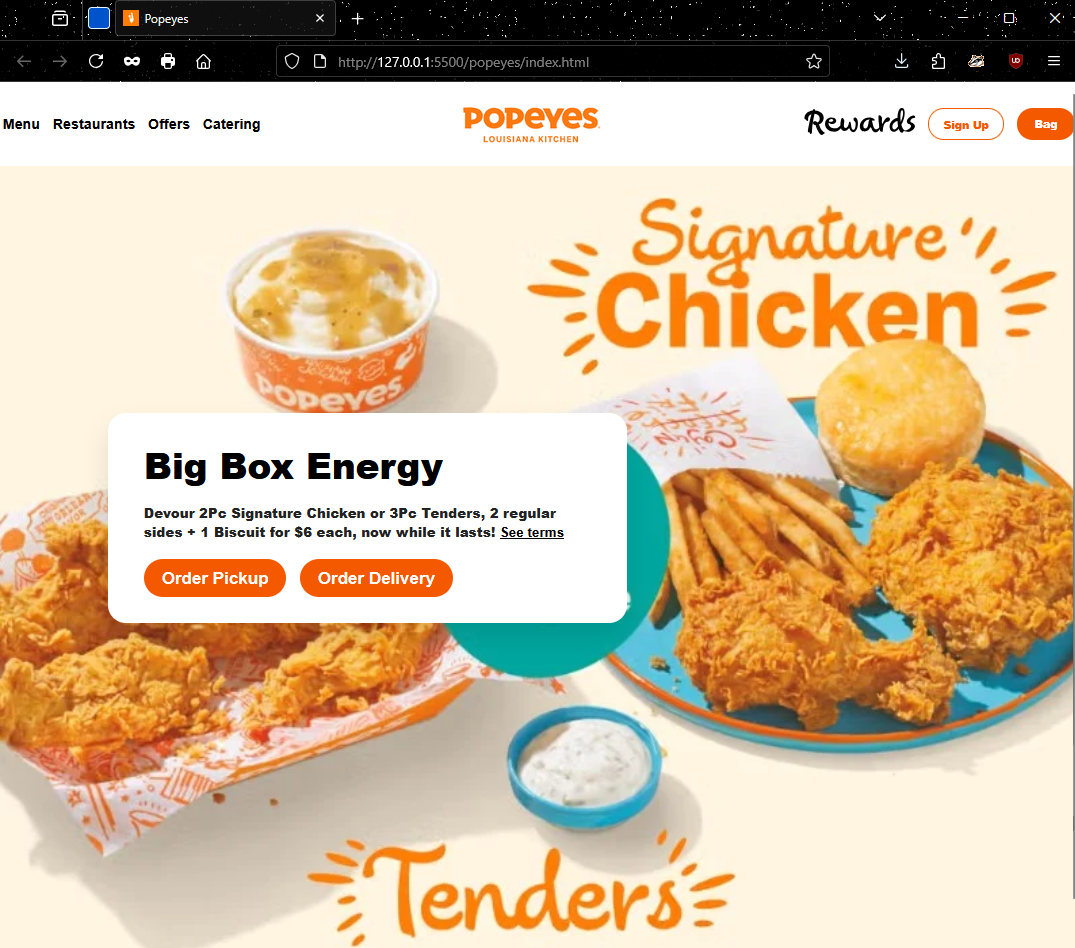 Popeyes
http://127.0.0.1:5500/popeyes/index.html
Menu Restaurants Offers Catering
POPEYES
LOUISIANA KITCHEN
Rewards
Sign Up
Bag
Signature
Chicken
POPEYES
Cajun
Big Box Energy
Devour 2Pc Signature Chicken or 3Pc Tenders, 2 regular
sides + 1 Biscuit for $6 each, now while it lasts! See terms
Order Pickup
Order Delivery
Tenders